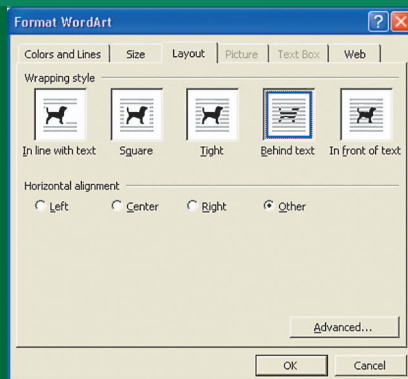 Format WordArt
Colors and Lines Size Layout Picture Text Box Web
Wrapping style
In line with text Square Tight Behind text In front of text
Horizontal alignment
Left Center Right Other
Advanced...
OK Cancel